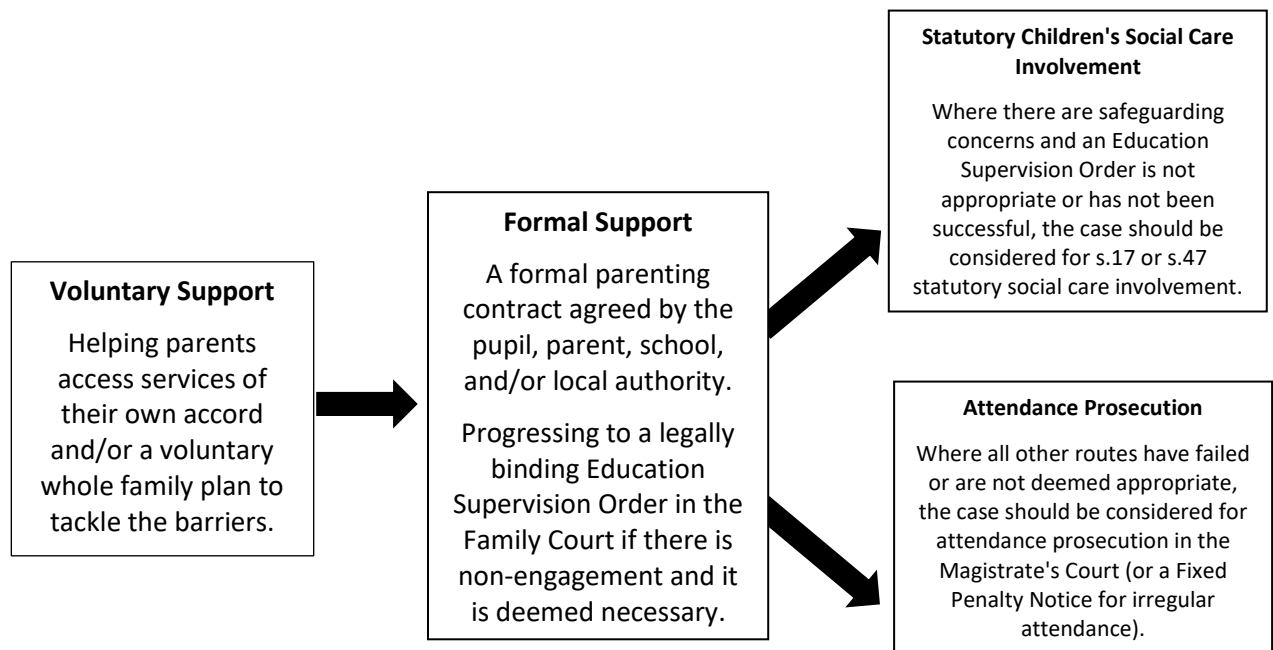 Voluntary Support
Helping parents
access services of
their own accord
and/or a voluntary
whole family plan to
tackle the barriers.
Formal Support
A formal parenting
contract agreed by the
pupil, parent, school,
and/or local authority.
Progressing to a legally
binding Education
Supervision Order in the
Family Court if there is
non-engagement and it
is deemed necessary.
Statutory Children's Social Care
Involvement
Where there are safeguarding
concerns and an Education
Supervision Order is not
appropriate or has not been
successful, the case should be
considered for s.17 or s.47
statutory social care involvement.
Attendance Prosecution
Where all other routes have failed
or are not deemed appropriate,
the case should be considered for
attendance prosecution in the
Magistrate's Court (or a Fixed
Penalty Notice for irregular
attendance).